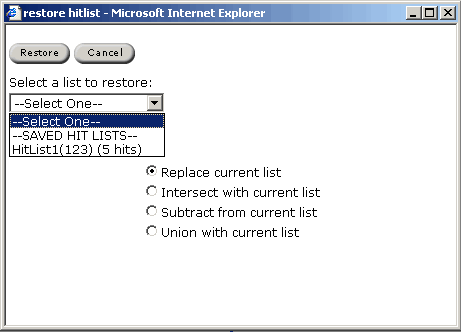 restore hitlist - Microsoft Internet Explorer
Restore Cancel
Select a list to restore:
--Select One--
--Select One--
--SAVED HIT LISTS--
HitList1(123) (5 hits)
Replace current list
Intersect with current list
Subtract from current list
Union with current list